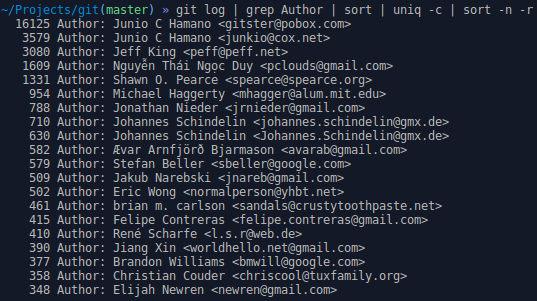 ~/Projects/git(master) » git log | grep Author | sort | uniq -c | sort -n -r
16125 Author: Junio C Hamano <gitster@pobox.com>
3579 Author: Junio C Hamano <junkio@cox.net>
3080 Author: Jeff King <peff@peff.net>
1609 Author: Nguyễn Thái Ngọc Duy <pclouds@gmail.com>
1331 Author: Shawn O. Pearce <spearce@spearce.org>
954 Author: Michael Haggerty <mhagger@alum.mit.edu>
788 Author: Jonathan Nieder <jrnieder@gmail.com>
710 Author: Johannes Schindelin <johannes.schindelin@gmx.de>
630 Author: Johannes Schindelin <Johannes.Schindelin@gmx.de>
582 Author: Ævar Arnfjörð Bjarmason <avarab@gmail.com>
579 Author: Stefan Beller <sbeller@google.com>
509 Author: Jakub Narebski <jnareb@gmail.com>
502 Author: Eric Wong <normalperson@yhbt.net>
461 Author: brian m. carlson <sandals@crustytoothpaste.net>
415 Author: Felipe Contreras <felipe.contreras@gmail.com>
410 Author: René Scharfe <l.s.r@web.de>
390 Author: Jiang Xin <worldhello.net@gmail.com>
377 Author: Brandon Williams <bmwill@google.com>
358 Author: Christian Couder <chriscool@tuxfamily.org>
348 Author: Elijah Newren <newren@gmail.com>